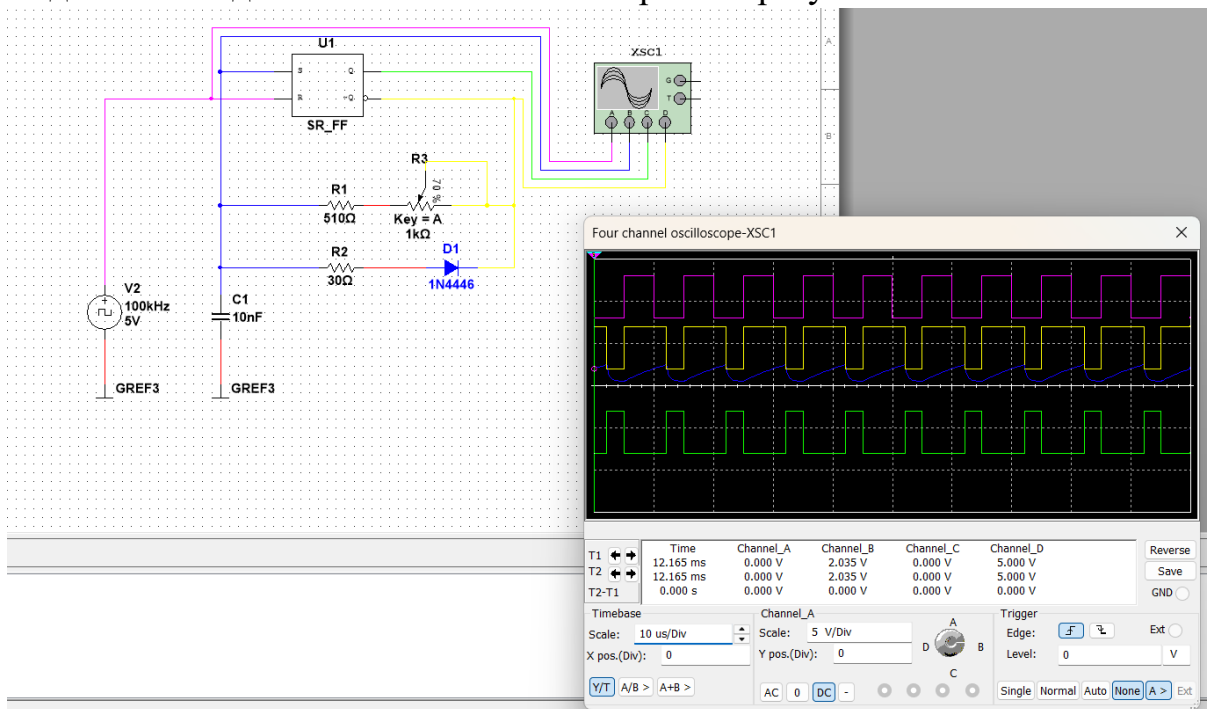 U1
S
Q
R
~Q
SR_FF
XSC1
G
T
A B C D
A
B
R3
70 %
R1
510Ω
Key = A
1kΩ
R2
30Ω
D1
1N4446
V2
100kHz
5V
C1
10nF
GREF3
GREF3
Four channel oscilloscope-XSC1
Time Channel_A Channel_B Channel_C Channel_D
T1 12.165 ms 0.000 V 2.035 V 0.000 V 5.000 V
T2 12.165 ms 0.000 V 2.035 V 0.000 V 5.000 V
T2-T1 0.000 s 0.000 V 0.000 V 0.000 V 0.000 V
Reverse
Save
GND
Timebase
Scale: 10 us/Div
X pos.(Div): 0
Y/T A/B > A+B >
Channel_A
Scale: 5 V/Div
Y pos.(Div): 0
AC 0 DC -
A
D B
C
Trigger
Edge: Ext
Level: 0 V
Single Normal Auto None A > Ext